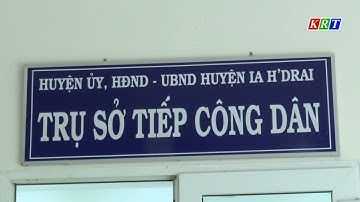 KRT
HUYỆN ỦY, HĐND - UBND HUYỆN IA H'DRAI
TRỤ SỞ TIẾP CÔNG DÂN